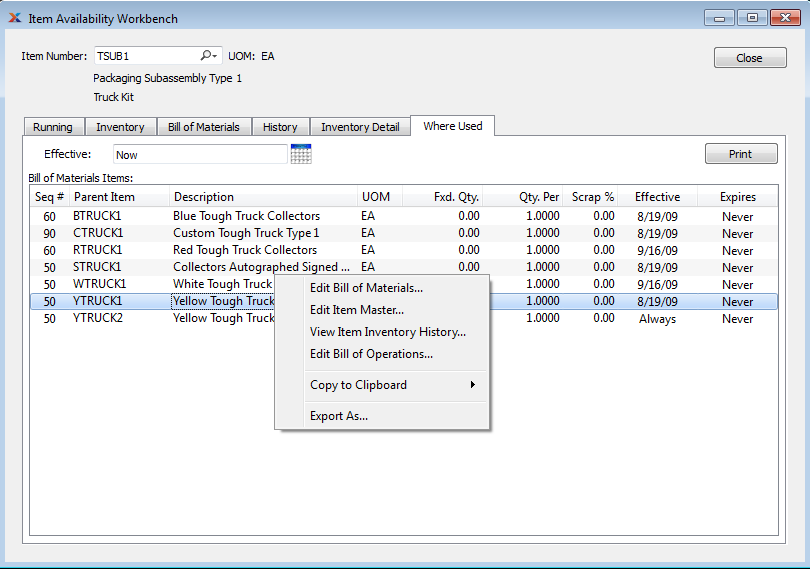 Item Availability Workbench
Item Number: TSUB1 UOM: EA
Close
Packaging Subassembly Type 1
Truck Kit
Running Inventory Bill of Materials History Inventory Detail Where Used
Effective: Now
Print
Bill of Materials Items:
Seq # Parent Item Description UOM Fxd. Qty. Qty. Per Scrap % Effective Expires
60 BTRUCK1 Blue Tough Truck Collectors EA 0.00 1.0000 0.00 8/19/09 Never
90 CTRUCK1 Custom Tough Truck Type 1 EA 0.00 1.0000 0.00 8/19/09 Never
60 RTRUCK1 Red Tough Truck Collectors EA 0.00 1.0000 0.00 9/16/09 Never
50 STRUCK1 Collectors Autographed Signed ... EA 0.00 1.0000 0.00 8/19/09 Never
50 WTRUCK1 White Tough Truck 1.0000 0.00 9/16/09 Never
50 YTRUCK1 Yellow Tough Truck 1.0000 0.00 8/19/09 Never
50 YTRUCK2 Yellow Tough Truck 1.0000 0.00 Always Never
Edit Bill of Materials...
Edit Item Master...
View Item Inventory History...
Edit Bill of Operations...
Copy to Clipboard
Export As...